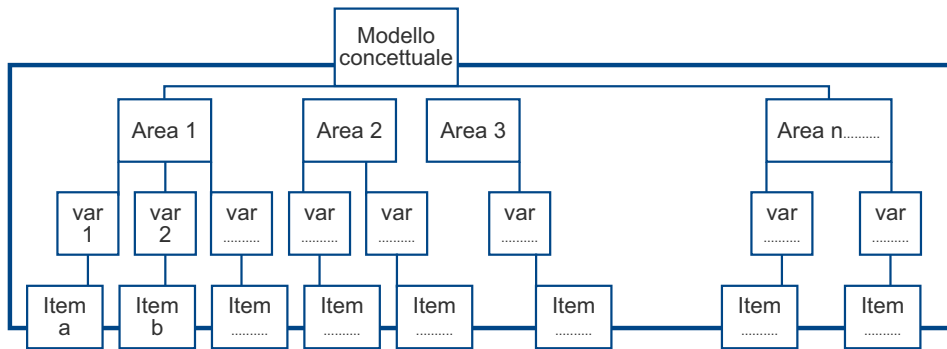 Modello
concettuale
Area 1
Area 2
Area 3
Area n..........
var
1
var
2
var
..........
var
..........
var
..........
var
..........
var
..........
var
..........
Item
a
Item
b
Item
..........
Item
..........
Item
..........
Item
..........
Item
..........
Item
..........